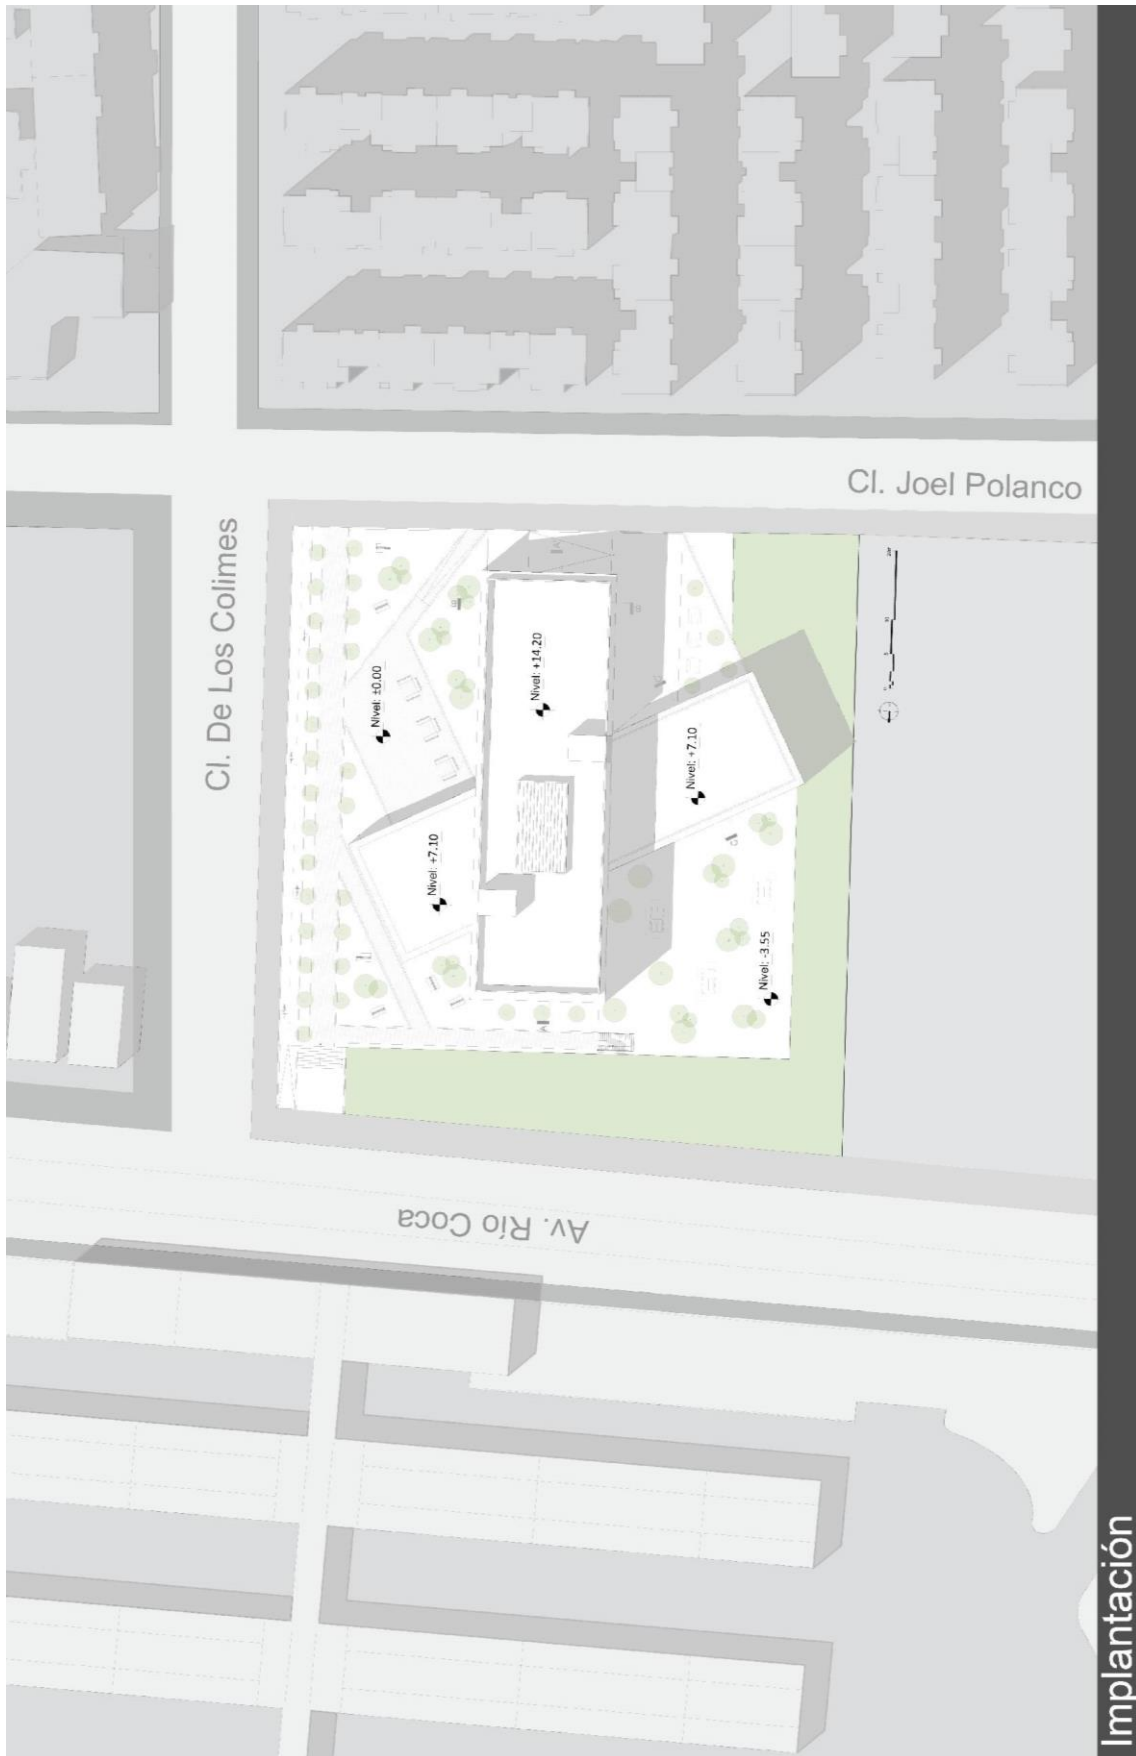 Cl. Joel Polanco
Cl. De Los Colimes
Nivel: ±0.00
Nivel: +14.20
Nivel: +7.10
Nivel: +7.10
Nivel: -3.55
Av. Río Coca
Implantación